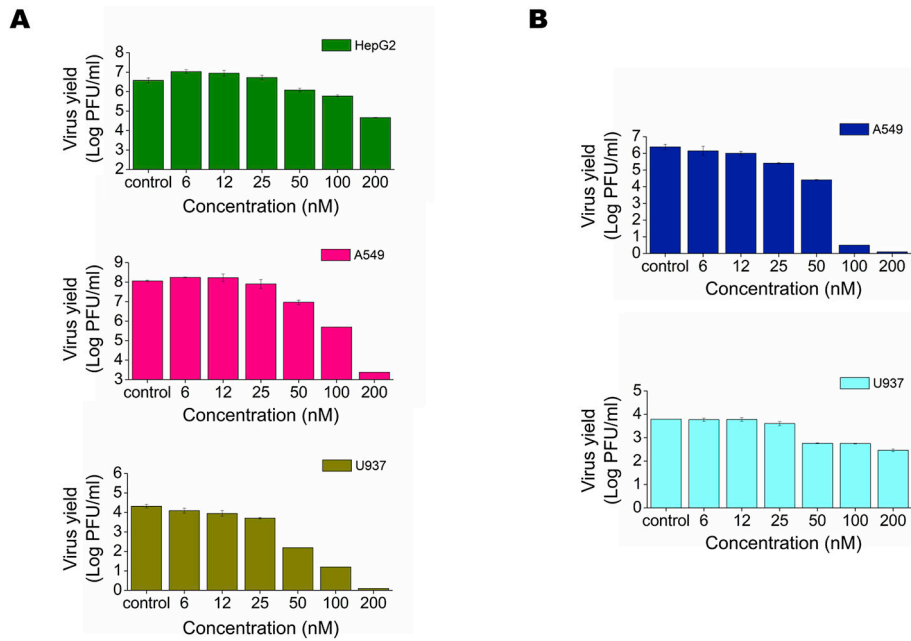 A
HepG2
8
7
6
5
4
3
2
Virus yield
(Log PFU/ml)
control 6 12 25 50 100 200
Concentration (nM)
A549
9
8
7
6
5
4
3
Virus yield
(Log PFU/ml)
control 6 12 25 50 100 200
Concentration (nM)
U937
6
5
4
3
2
1
0
Virus yield
(Log PFU/ml)
control 6 12 25 50 100 200
Concentration (nM)
B
A549
7
6
5
4
3
2
1
0
Virus yield
(Log PFU/ml)
control 6 12 25 50 100 200
Concentration (nM)
U937
5
4
3
2
1
0
Virus yield
(Log PFU/ml)
control 6 12 25 50 100 200
Concentration (nM)